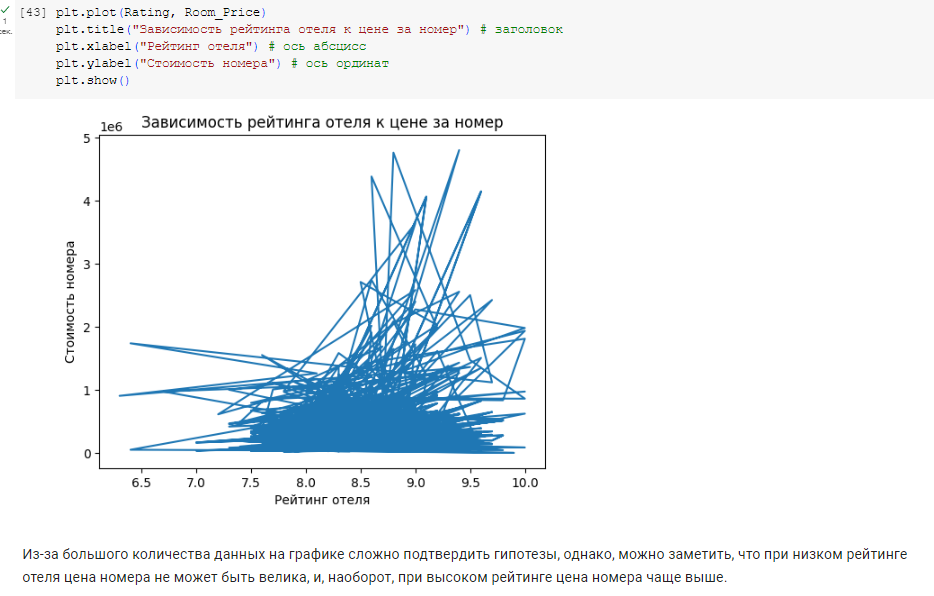 [43] plt.plot(Rating, Room_Price)
1
сек.
plt.title("Зависимость рейтинга отеля к цене за номер") # заголовок
plt.xlabel("Рейтинг отеля") # ось абсцисс
plt.ylabel("Стоимость номера") # ось ординат
plt.show()
1e6 Зависимость рейтинга отеля к цене за номер
5
4
3
2
1
0
Стоимость номера
6.5 7.0 7.5 8.0 8.5 9.0 9.5 10.0
Рейтинг отеля
Из-за большого количества данных на графике сложно подтвердить гипотезы, однако, можно заметить, что при низком рейтинге
отеля цена номера не может быть велика, и, наоборот, при высоком рейтинге цена номера чаще выше.